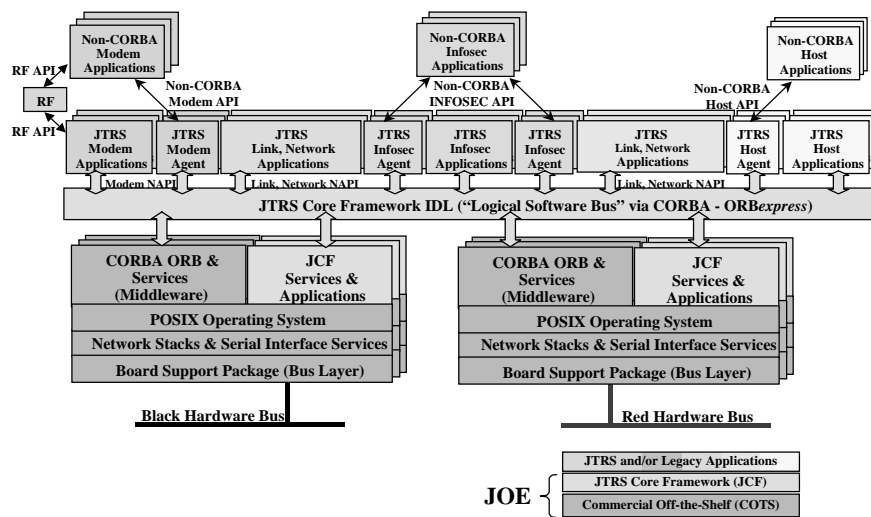 Non-CORBA
Modem
Applications
Non-CORBA
Infosec
Applications
Non-CORBA
Host
Applications
RF API
RF
RF API
Non-CORBA
Modem API
Non-CORBA
INFOSEC API
Non-CORBA
Host API
JTRS
Modem
Applications
JTRS
Modem
Agent
JTRS
Link, Network
Applications
JTRS
Infosec
Agent
JTRS
Infosec
Applications
JTRS
Infosec
Agent
JTRS
Link, Network
Applications
JTRS
Host
Agent
JTRS
Host
Applications
Modem NAPI
Link, Network NAPI
Link, Network NAPI
JTRS Core Framework IDL (“Logical Software Bus” via CORBA - ORBexpress)
CORBA ORB &
Services
(Middleware)
JCF
Services &
Applications
POSIX Operating System
Network Stacks & Serial Interface Services
Board Support Package (Bus Layer)
Black Hardware Bus
CORBA ORB &
Services
(Middleware)
JCF
Services &
Applications
POSIX Operating System
Network Stacks & Serial Interface Services
Board Support Package (Bus Layer)
Red Hardware Bus
JOE
JTRS and/or Legacy Applications
JTRS Core Framework (JCF)
Commercial Off-the-Shelf (COTS)